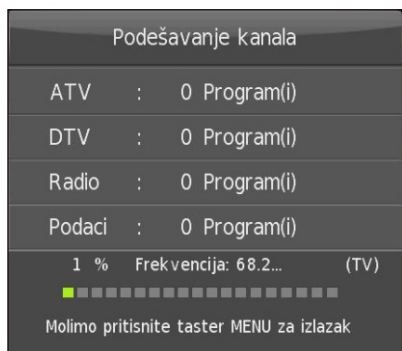 Podešavanje kanala
ATV : 0 Program(i)
DTV : 0 Program(i)
Radio : 0 Program(i)
Podaci : 0 Program(i)
1 % Frekvencija: 68.2... (TV)
Molimo pritisnite taster MENU za izlazak